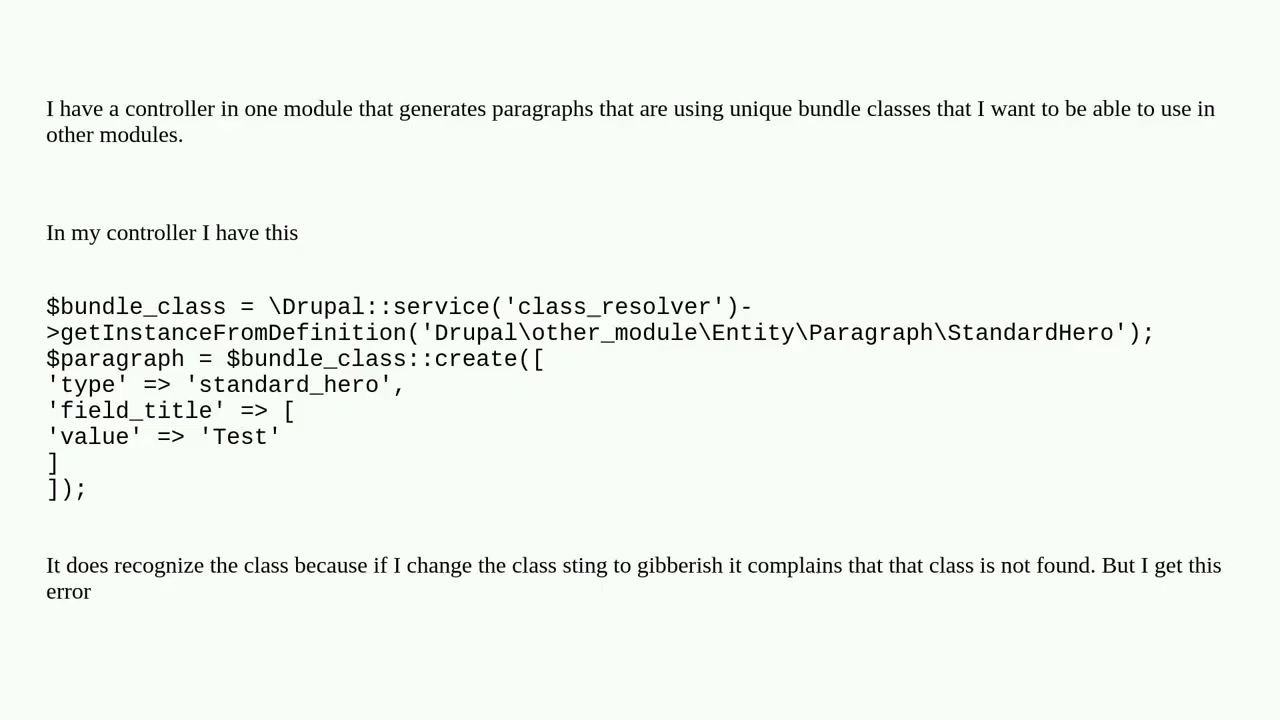 I have a controller in one module that generates paragraphs that are using unique bundle classes that I want to be able to use in
other modules.
In my controller I have this
$bundle_class = \Drupal::service('class_resolver')-
>getInstanceFromDefinition('Drupal\other_module\Entity\Paragraph\StandardHero');
$paragraph = $bundle_class::create([
'type' => 'standard_hero',
'field_title' => [
'value' => 'Test'
]
]);
It does recognize the class because if I change the class sting to gibberish it complains that that class is not found. But I get this
error